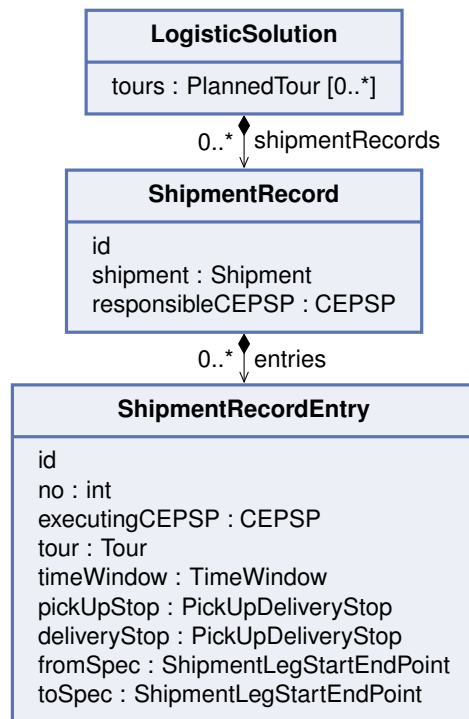 LogisticSolution
tours : PlannedTour [0..*]
0..* shipmentRecords
ShipmentRecord
id
shipment : Shipment
responsibleCEPSP : CEPSP
0..* entries
ShipmentRecordEntry
id
no : int
executingCEPSP : CEPSP
tour : Tour
timeWindow : TimeWindow
pickUpStop : PickUpDeliveryStop
deliveryStop : PickUpDeliveryStop
fromSpec : ShipmentLegStartEndPoint
toSpec : ShipmentLegStartEndPoint